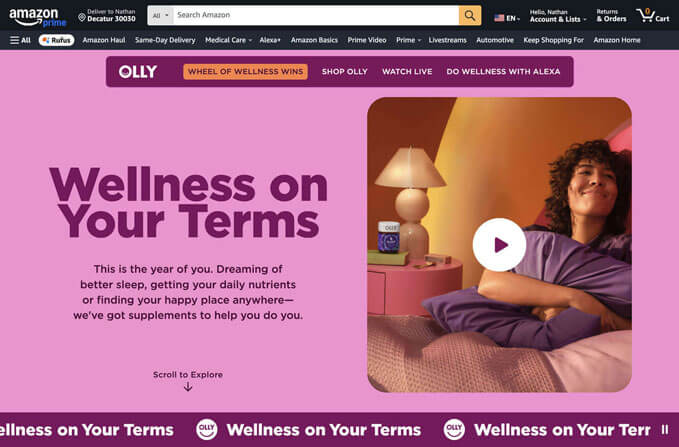 amazon
prime
Deliver to Nathan
Decatur 30030
All
Search Amazon
EN
Hello, Nathan
Account & Lists
Returns
& Orders
0
Cart
All
Rufus
Amazon Haul
Same-Day Delivery
Medical Care
Alexa+
Amazon Basics
Prime Video
Prime
Livestreams
Automotive
Keep Shopping For
Amazon Home
OLLY
WHEEL OF WELLNESS WINS
SHOP OLLY
WATCH LIVE
DO WELLNESS WITH ALEXA
Wellness on
Your Terms
This is the year of you. Dreaming of
better sleep, getting your daily nutrients
or finding your happy place anywhere—
we've got supplements to help you do you.
OLLY
Scroll to Explore
ellness on Your Terms
OLLY
Wellness on Your Terms
OLLY
Wellness on Your Terr